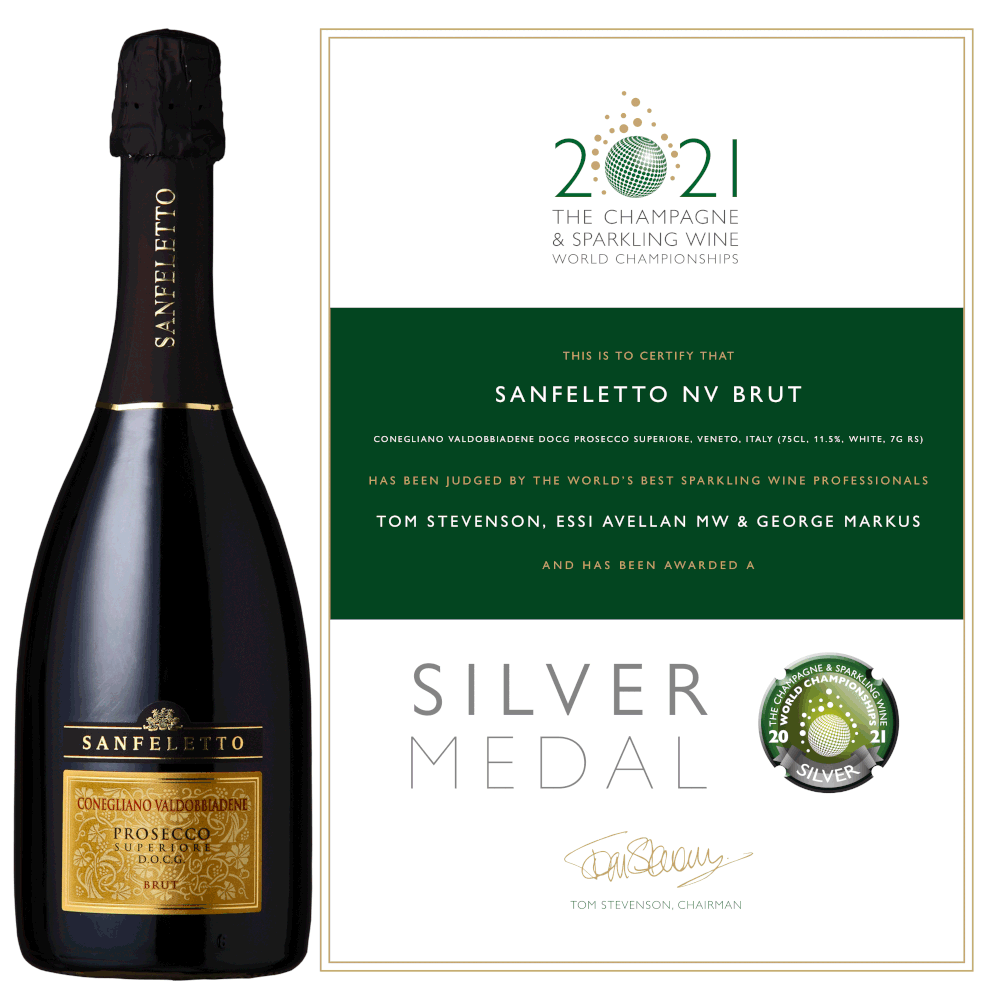 SANFELETTO
SANFELETTO
CONEGLIANO VALDOBBIADENE
PROSECCO
SUPERIORE
D.O.C.G.
BRUT
2021
THE CHAMPAGNE
& SPARKLING WINE
WORLD CHAMPIONSHIPS
THIS IS TO CERTIFY THAT
SANFELETTO NV BRUT
CONEGLIANO VALDOBBIADENE DOCG PROSECCO SUPERIORE, VENETO, ITALY (75CL, 11.5%, WHITE, 7G RS)
HAS BEEN JUDGED BY THE WORLD'S BEST SPARKLING WINE PROFESSIONALS
TOM STEVENSON, ESSI AVELLAN MW & GEORGE MARKUS
AND HAS BEEN AWARDED A
SILVER
MEDAL
THE CHAMPAGNE & SPARKLING WINE
WORLD CHAMPIONSHIPS
20 21
SILVER
Tom Stevenson
TOM STEVENSON, CHAIRMAN